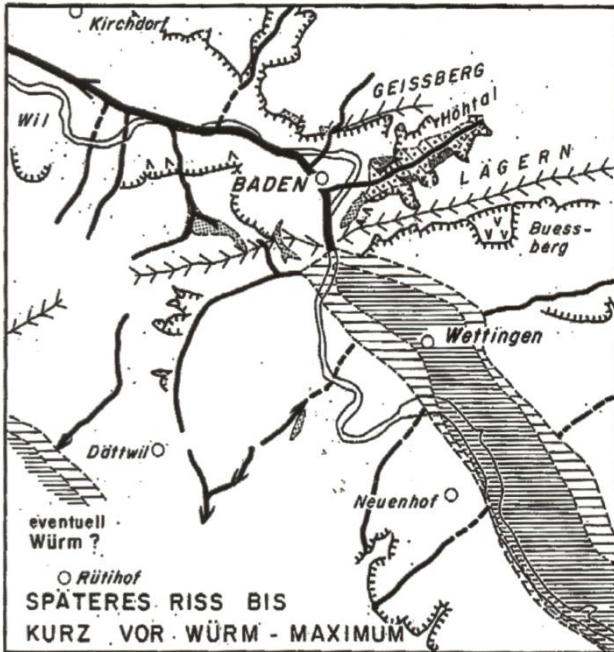 Kirchdorf
GEISSBERG
Höhtal
Wil
LÄGERN
BADEN
Buess-
berg
Wettingen
Dättwil
Neuenhof
eventuell
Würm ?
Rütihof
SPÄTERES RISS BIS
KURZ VOR WÜRM - MAXIMUM